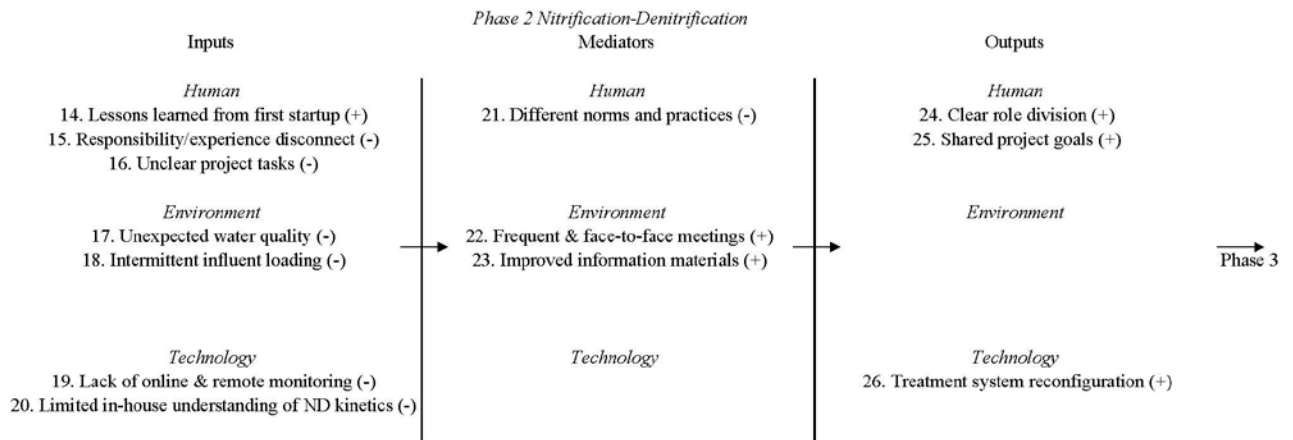 Phase 2 Nitrification-Denitrification
Inputs
Mediators
Outputs
Human
14. Lessons learned from first startup (+)
15. Responsibility/experience disconnect (-)
16. Unclear project tasks (-)
Human
21. Different norms and practices (-)
Human
24. Clear role division (+)
25. Shared project goals (+)
Environment
17. Unexpected water quality (-)
18. Intermittent influent loading (-)
Environment
22. Frequent & face-to-face meetings (+)
23. Improved information materials (+)
Environment
Phase 3
Technology
19. Lack of online & remote monitoring (-)
20. Limited in-house understanding of ND kinetics (-)
Technology
Technology
26. Treatment system reconfiguration (+)